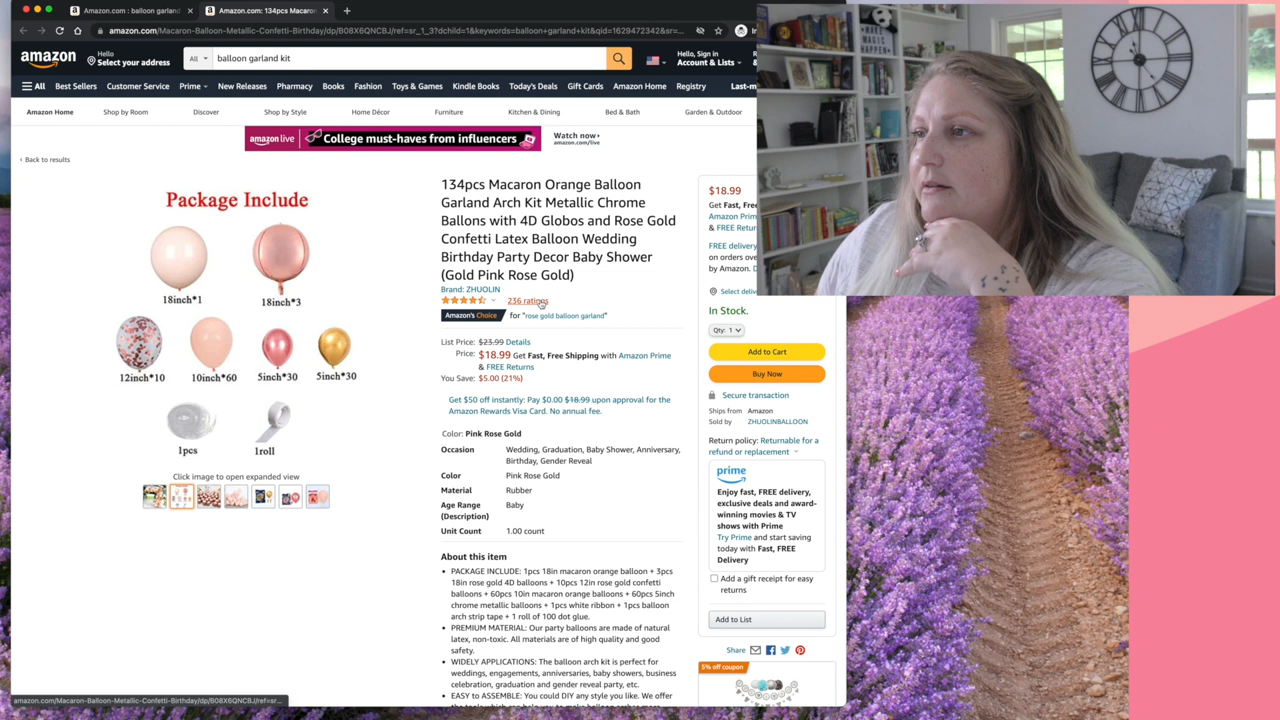 Amazon.com : balloon garland
Amazon.com: 134pcs Macaron
amazon.com/Macaron-Balloon-Metallic-Confetti-Birthday/dp/B08X6QNCBJ/ref=sr_1_3?dchild=1&keywords=balloon+garland+kit&qid=1629472342&sr=...
amazon
Hello
Select your address
All
balloon garland kit
Hello, Sign in
Account & Lists
All
Best Sellers
Customer Service
Prime
New Releases
Pharmacy
Books
Fashion
Toys & Games
Kindle Books
Today's Deals
Gift Cards
Amazon Home
Registry
Last-m
Amazon Home
Shop by Room
Discover
Shop by Style
Home Décor
Furniture
Kitchen & Dining
Bed & Bath
Garden & Outdoor
amazon live
College must-haves from influencers
Watch now
amazon.com/live
‹ Back to results
Package Include
18inch*1
18inch*3
12inch*10
10inch*60
5inch*30
5inch*30
1pcs
1roll
Click image to open expanded view
134pcs Macaron Orange Balloon
Garland Arch Kit Metallic Chrome
Ballons with 4D Globos and Rose Gold
Confetti Latex Balloon Wedding
Birthday Party Decor Baby Shower
(Gold Pink Rose Gold)
Brand: ZHUOLIN
236 ratings
Amazon's Choice for "rose gold balloon garland"
List Price: $23.99 Details
Price: $18.99 Get Fast, Free Shipping with Amazon Prime
& FREE Returns
You Save: $5.00 (21%)
Get $50 off instantly: Pay $0.00 $18.99 upon approval for the
Amazon Rewards Visa Card. No annual fee.
Color: Pink Rose Gold
Occasion Wedding, Graduation, Baby Shower, Anniversary,
Birthday, Gender Reveal
Color Pink Rose Gold
Material Rubber
Age Range Baby
(Description)
Unit Count 1.00 count
About this item
• PACKAGE INCLUDE: 1pcs 18in macaron orange balloon + 3pcs
18in rose gold 4D balloons + 10pcs 12in rose gold confetti
balloons + 60pcs 10in macaron orange balloons + 60pcs 5inch
chrome metallic balloons + 1pcs white ribbon + 1pcs balloon
arch strip tape + 1 roll of 100 dot glue.
• PREMIUM MATERIAL: Our party balloons are made of natural
latex, non-toxic. All materials are of high quality and good
safety.
• WIDELY APPLICATIONS: The balloon arch kit is perfect for
weddings, engagements, anniversaries, baby showers, business
celebration, graduation and gender reveal party, etc.
• EASY to ASSEMBLE: You could DIY any style you like. We offer
$18.99
Get Fast, Free
Amazon Prime
& FREE Return
FREE delivery
on orders ove
by Amazon.
Select deliv
In Stock.
Qty: 1
Add to Cart
Buy Now
Secure transaction
Ships from Amazon
Sold by ZHUOLINBALLOON
Return policy: Returnable for a
refund or replacement
prime
Enjoy fast, FREE delivery,
exclusive deals and award-
winning movies & TV
shows with Prime
Try Prime and start saving
today with Fast, FREE
Delivery
Add a gift receipt for easy
returns
Add to List
Share
5% off coupon
amazon.com/Macaron-Balloon-Metallic-Confetti-Birthday/dp/B08X6QNCBJ/ref=sr...
MAKE
MAGIC
HAPPEN